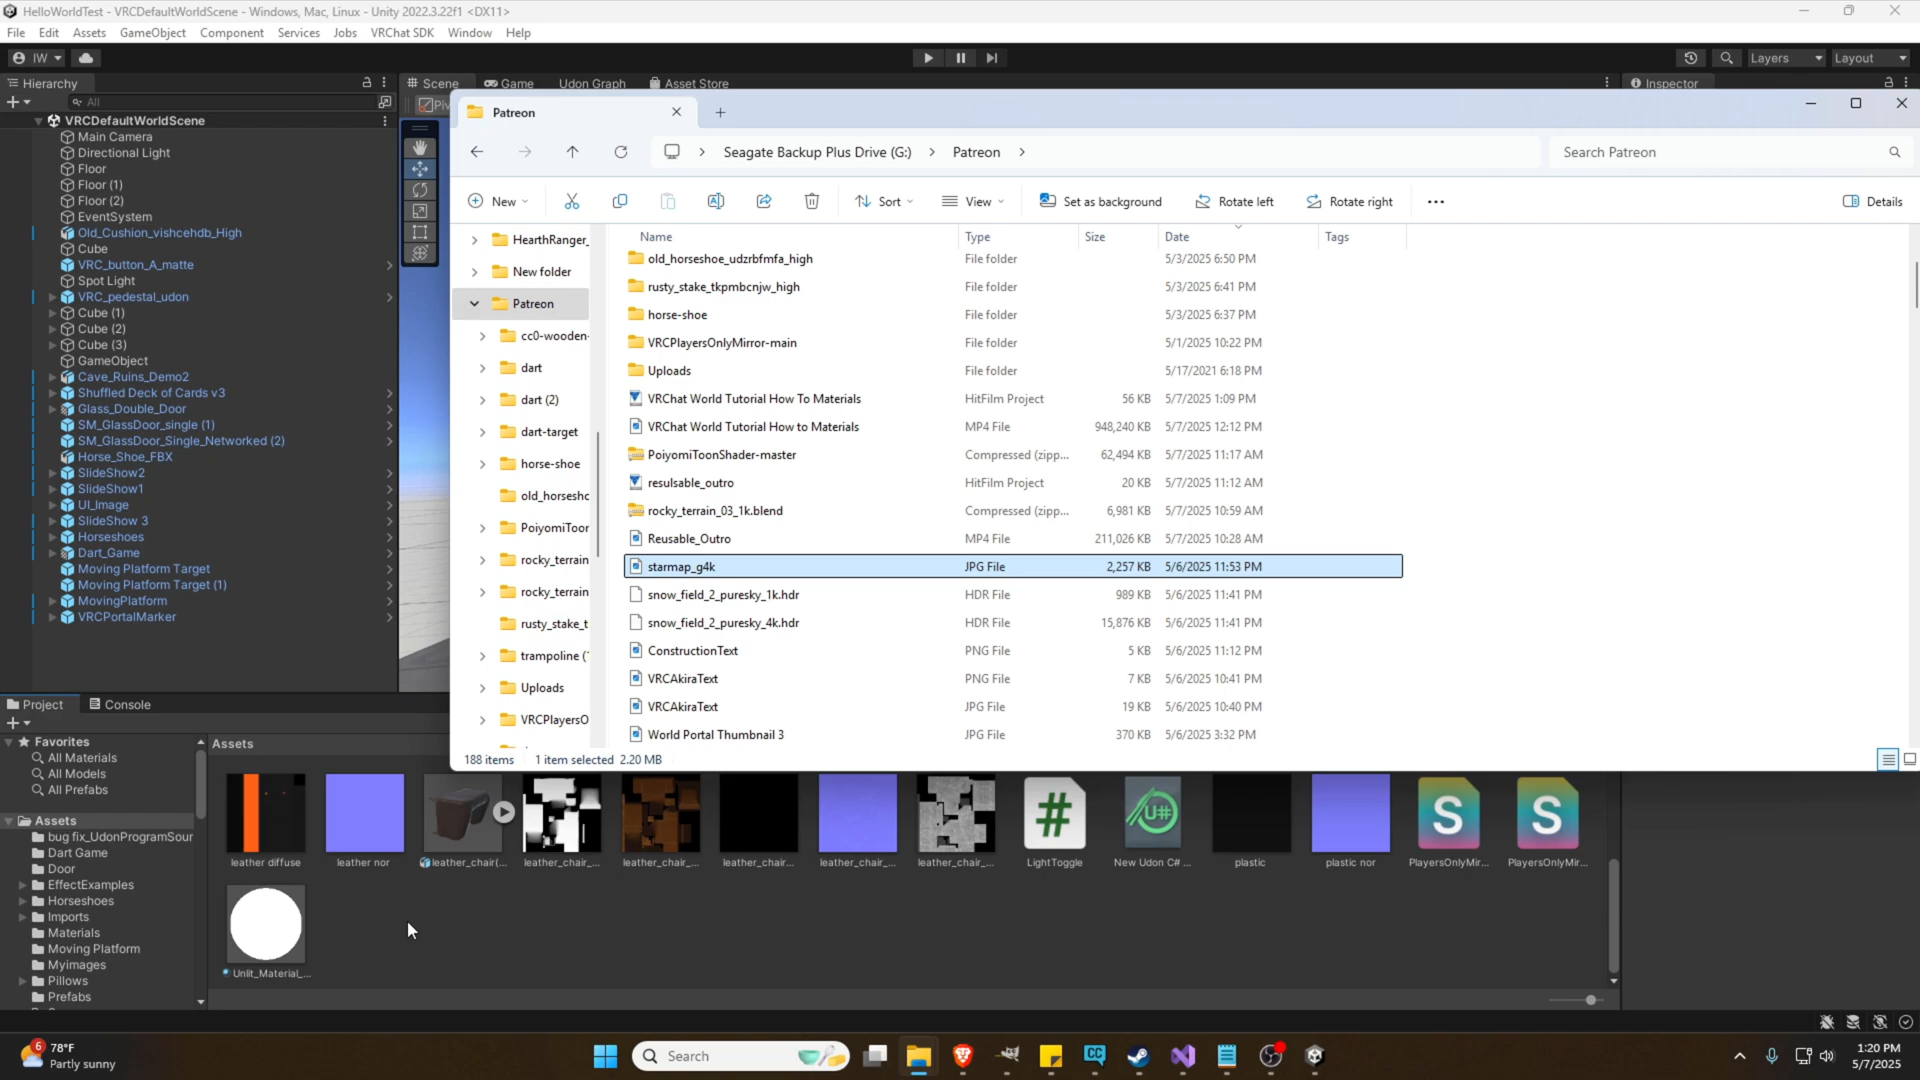 HelloWorldTest - VRCDefaultWorldScene - Windows, Mac, Linux - Unity 2022.3.22f1 <DX11>
File Edit Assets GameObject Component Services Jobs VRChat SDK Window Help
IW
Layers Layout
Hierarchy
All
VRCDefaultWorldScene
Main Camera
Directional Light
Floor
Floor (1)
Floor (2)
EventSystem
Old_Cushion_vishcehdb_High
Cube
VRC_button_A_matte
Spot Light
VRC_pedestal_udon
Cube (1)
Cube (2)
Cube (3)
GameObject
Cave_Ruins_Demo2
Shuffled Deck of Cards v3
Glass_Double_Door
SM_GlassDoor_single (1)
SM_GlassDoor_Single_Networked (2)
Horse_Shoe_FBX
SlideShow2
SlideShow1
UI_Image
SlideShow 3
Horseshoes
Dart_Game
Moving Platform Target
Moving Platform Target (1)
MovingPlatform
VRCPortalMarker
Scene Game Udon Graph Asset Store
Inspector
Piv
Patreon
Seagate Backup Plus Drive (G:) > Patreon >
Search Patreon
New
Sort View Set as background Rotate left Rotate right
Details
HearthRanger_
New folder
Patreon
cc0-wooden-
dart
dart (2)
dart-target
horse-shoe
old_horsesho
PoiyomiToor
rocky_terrain
rocky_terrain
rusty_stake_t
trampoline (
Uploads
VRCPlayersO
Name Type Size Date Tags
old_horseshoe_udzrbfmfa_high File folder 5/3/2025 6:50 PM
rusty_stake_tkpmbcnjw_high File folder 5/3/2025 6:41 PM
horse-shoe File folder 5/3/2025 6:37 PM
VRCPlayersOnlyMirror-main File folder 5/1/2025 10:22 PM
Uploads File folder 5/17/2021 6:18 PM
VRChat World Tutorial How To Materials HitFilm Project 56 KB 5/7/2025 1:09 PM
VRChat World Tutorial How to Materials MP4 File 948,240 KB 5/7/2025 12:12 PM
PoiyomiToonShader-master Compressed (zipp... 62,494 KB 5/7/2025 11:17 AM
resulsable_outro HitFilm Project 20 KB 5/7/2025 11:12 AM
rocky_terrain_03_1k.blend Compressed (zipp... 6,981 KB 5/7/2025 10:59 AM
Reusable_Outro MP4 File 211,026 KB 5/7/2025 10:28 AM
starmap_g4k JPG File 2,257 KB 5/6/2025 11:53 PM
snow_field_2_puresky_1k.hdr HDR File 989 KB 5/6/2025 11:41 PM
snow_field_2_puresky_4k.hdr HDR File 15,876 KB 5/6/2025 11:41 PM
ConstructionText PNG File 5 KB 5/6/2025 11:12 PM
VRCAkiraText PNG File 7 KB 5/6/2025 10:41 PM
VRCAkiraText JPG File 19 KB 5/6/2025 10:40 PM
World Portal Thumbnail 3 JPG File 370 KB 5/6/2025 3:32 PM
188 items 1 item selected 2.20 MB
Project Console
Favorites
All Materials
All Models
All Prefabs
Assets
bug fix_UdonProgramSour
Dart Game
Door
EffectExamples
Horseshoes
Imports
Materials
Moving Platform
Myimages
Pillows
Prefabs
Assets
leather diffuse
leather nor
leather_chair(...
leather_chair_...
leather_chair_...
leather_chair...
leather_chair_...
leather_chair_...
LightToggle
New Udon C# ...
plastic
plastic nor
PlayersOnlyMir...
PlayersOnlyMir...
# U# S S
Unlit_Material_...
6
78°F
Partly sunny
Search
CC
1:20 PM
5/7/2025